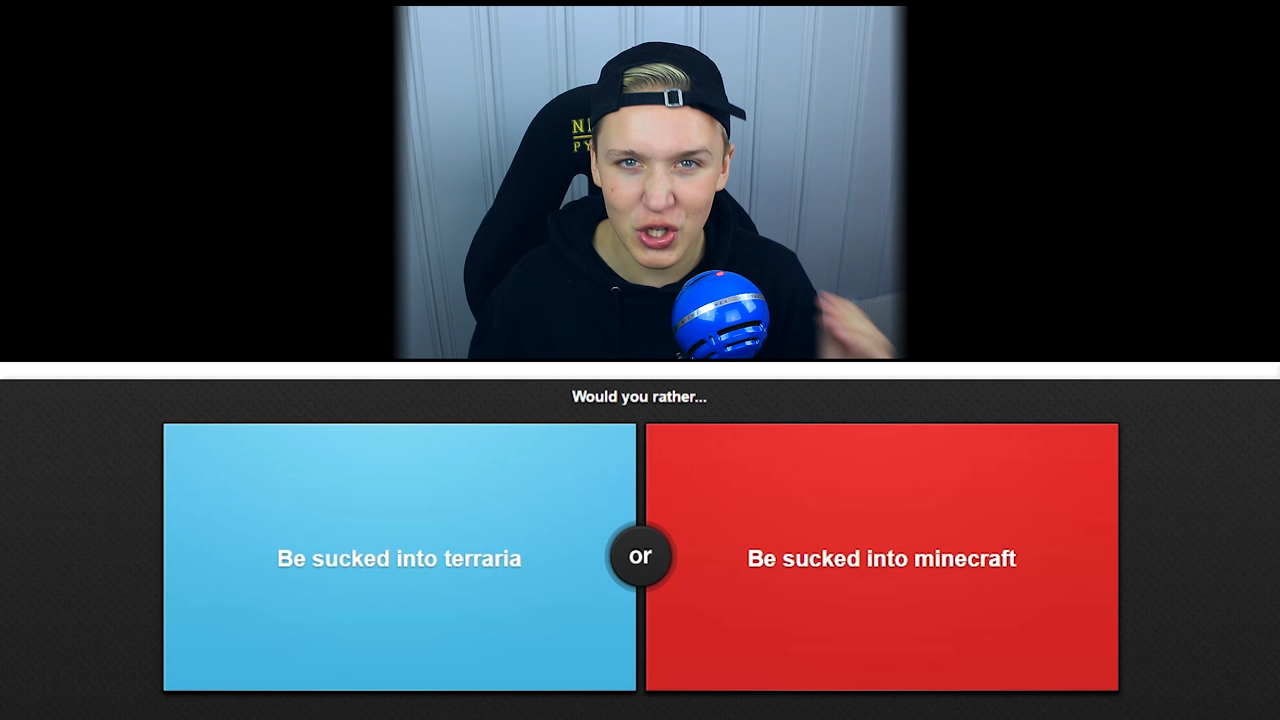 Would you rather...
Be sucked into terraria
or
Be sucked into minecraft